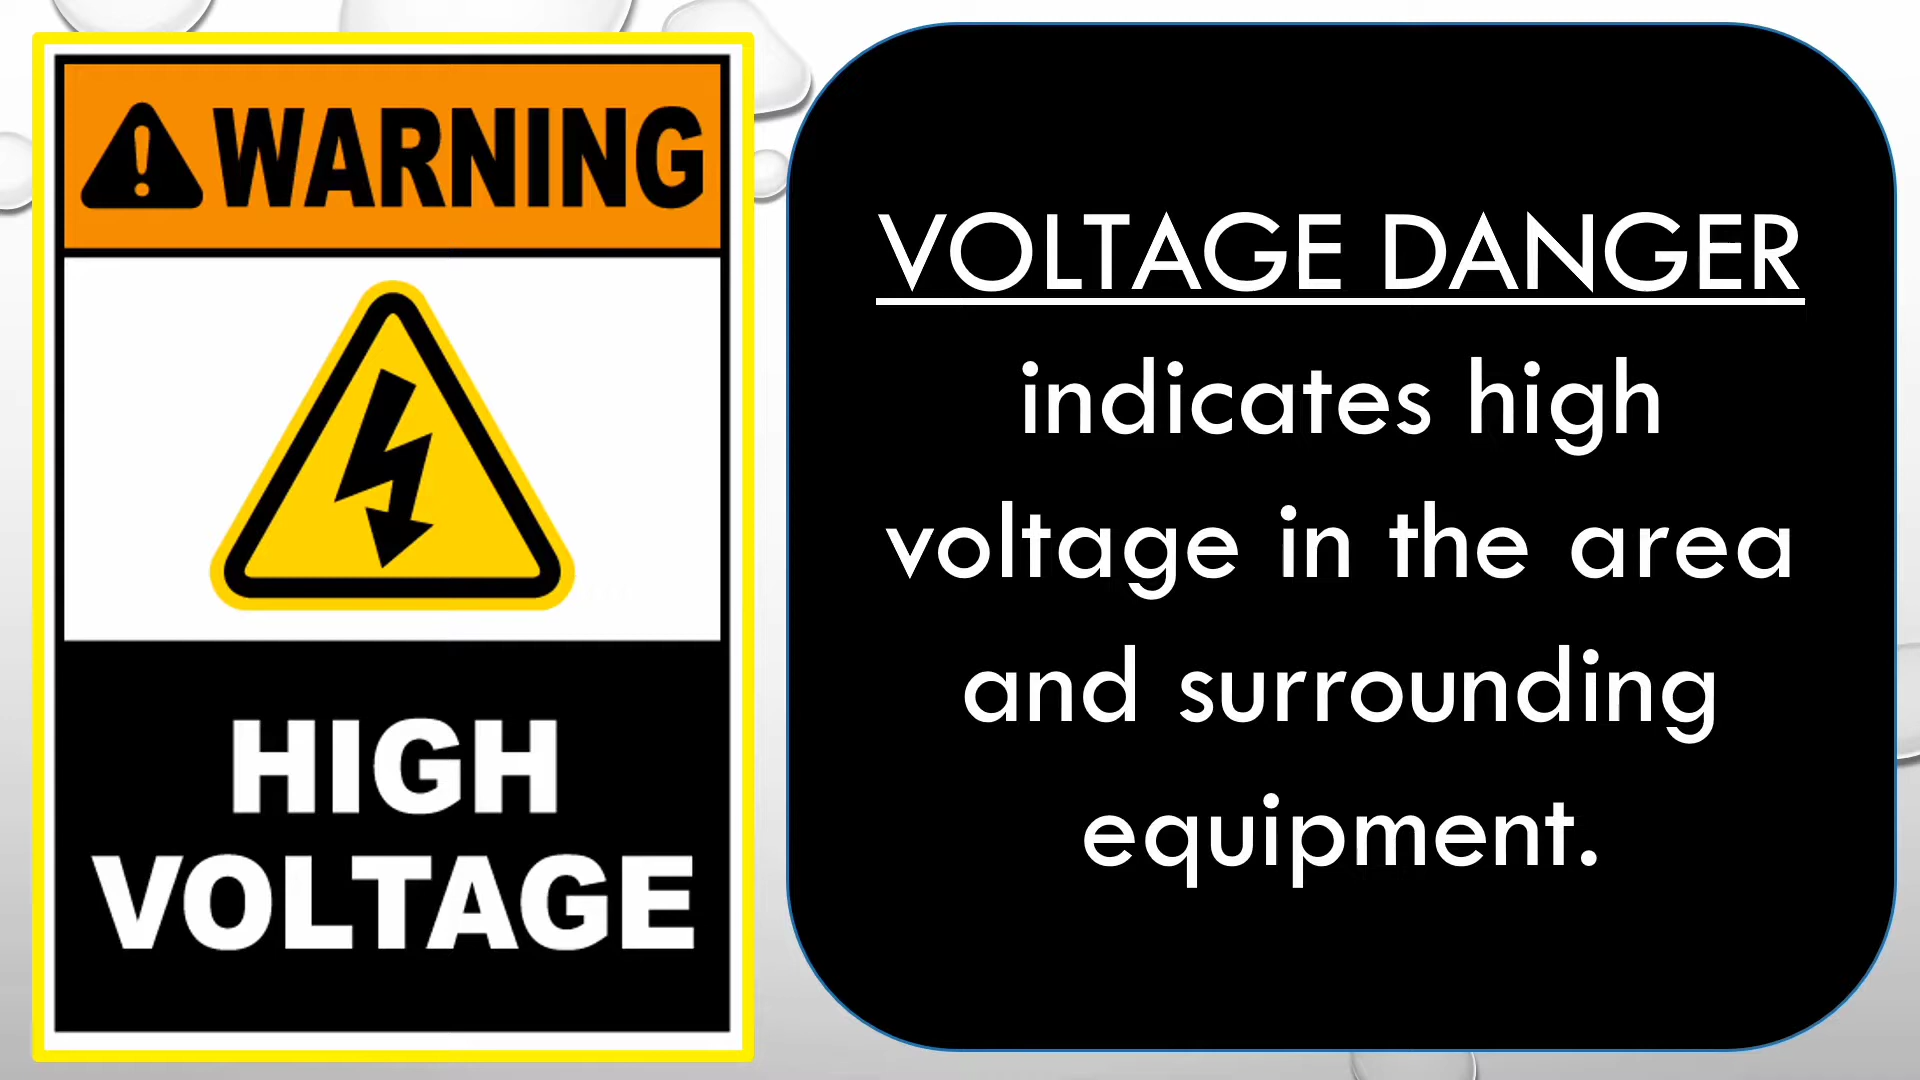 WARNING
HIGH
VOLTAGE
VOLTAGE DANGER
indicates high
voltage in the area
and surrounding
equipment.